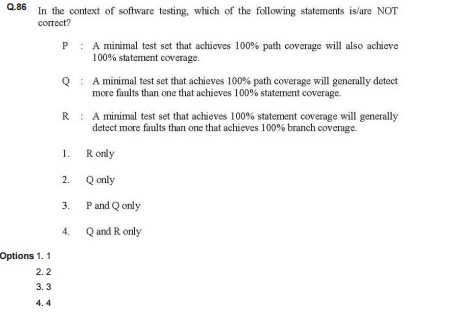 Q.86 In the context of software testing, which of the following statements is/are NOT
correct?
P : A minimal test set that achieves 100% path coverage will also achieve
100% statement coverage.
Q : A minimal test set that achieves 100% path coverage will generally detect
more faults than one that achieves 100% statement coverage.
R : A minimal test set that achieves 100% statement coverage will generally
detect more faults than one that achieves 100% branch coverage.
1. R only
2. Q only
3. P and Q only
4. Q and R only
Options 1. 1
2. 2
3. 3
4. 4